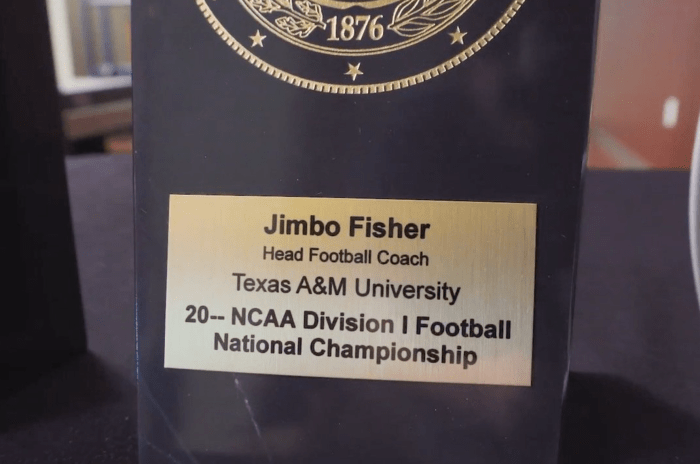 1876
Jimbo Fisher
Head Football Coach
Texas A&M University
20-- NCAA Division I Football
National Championship